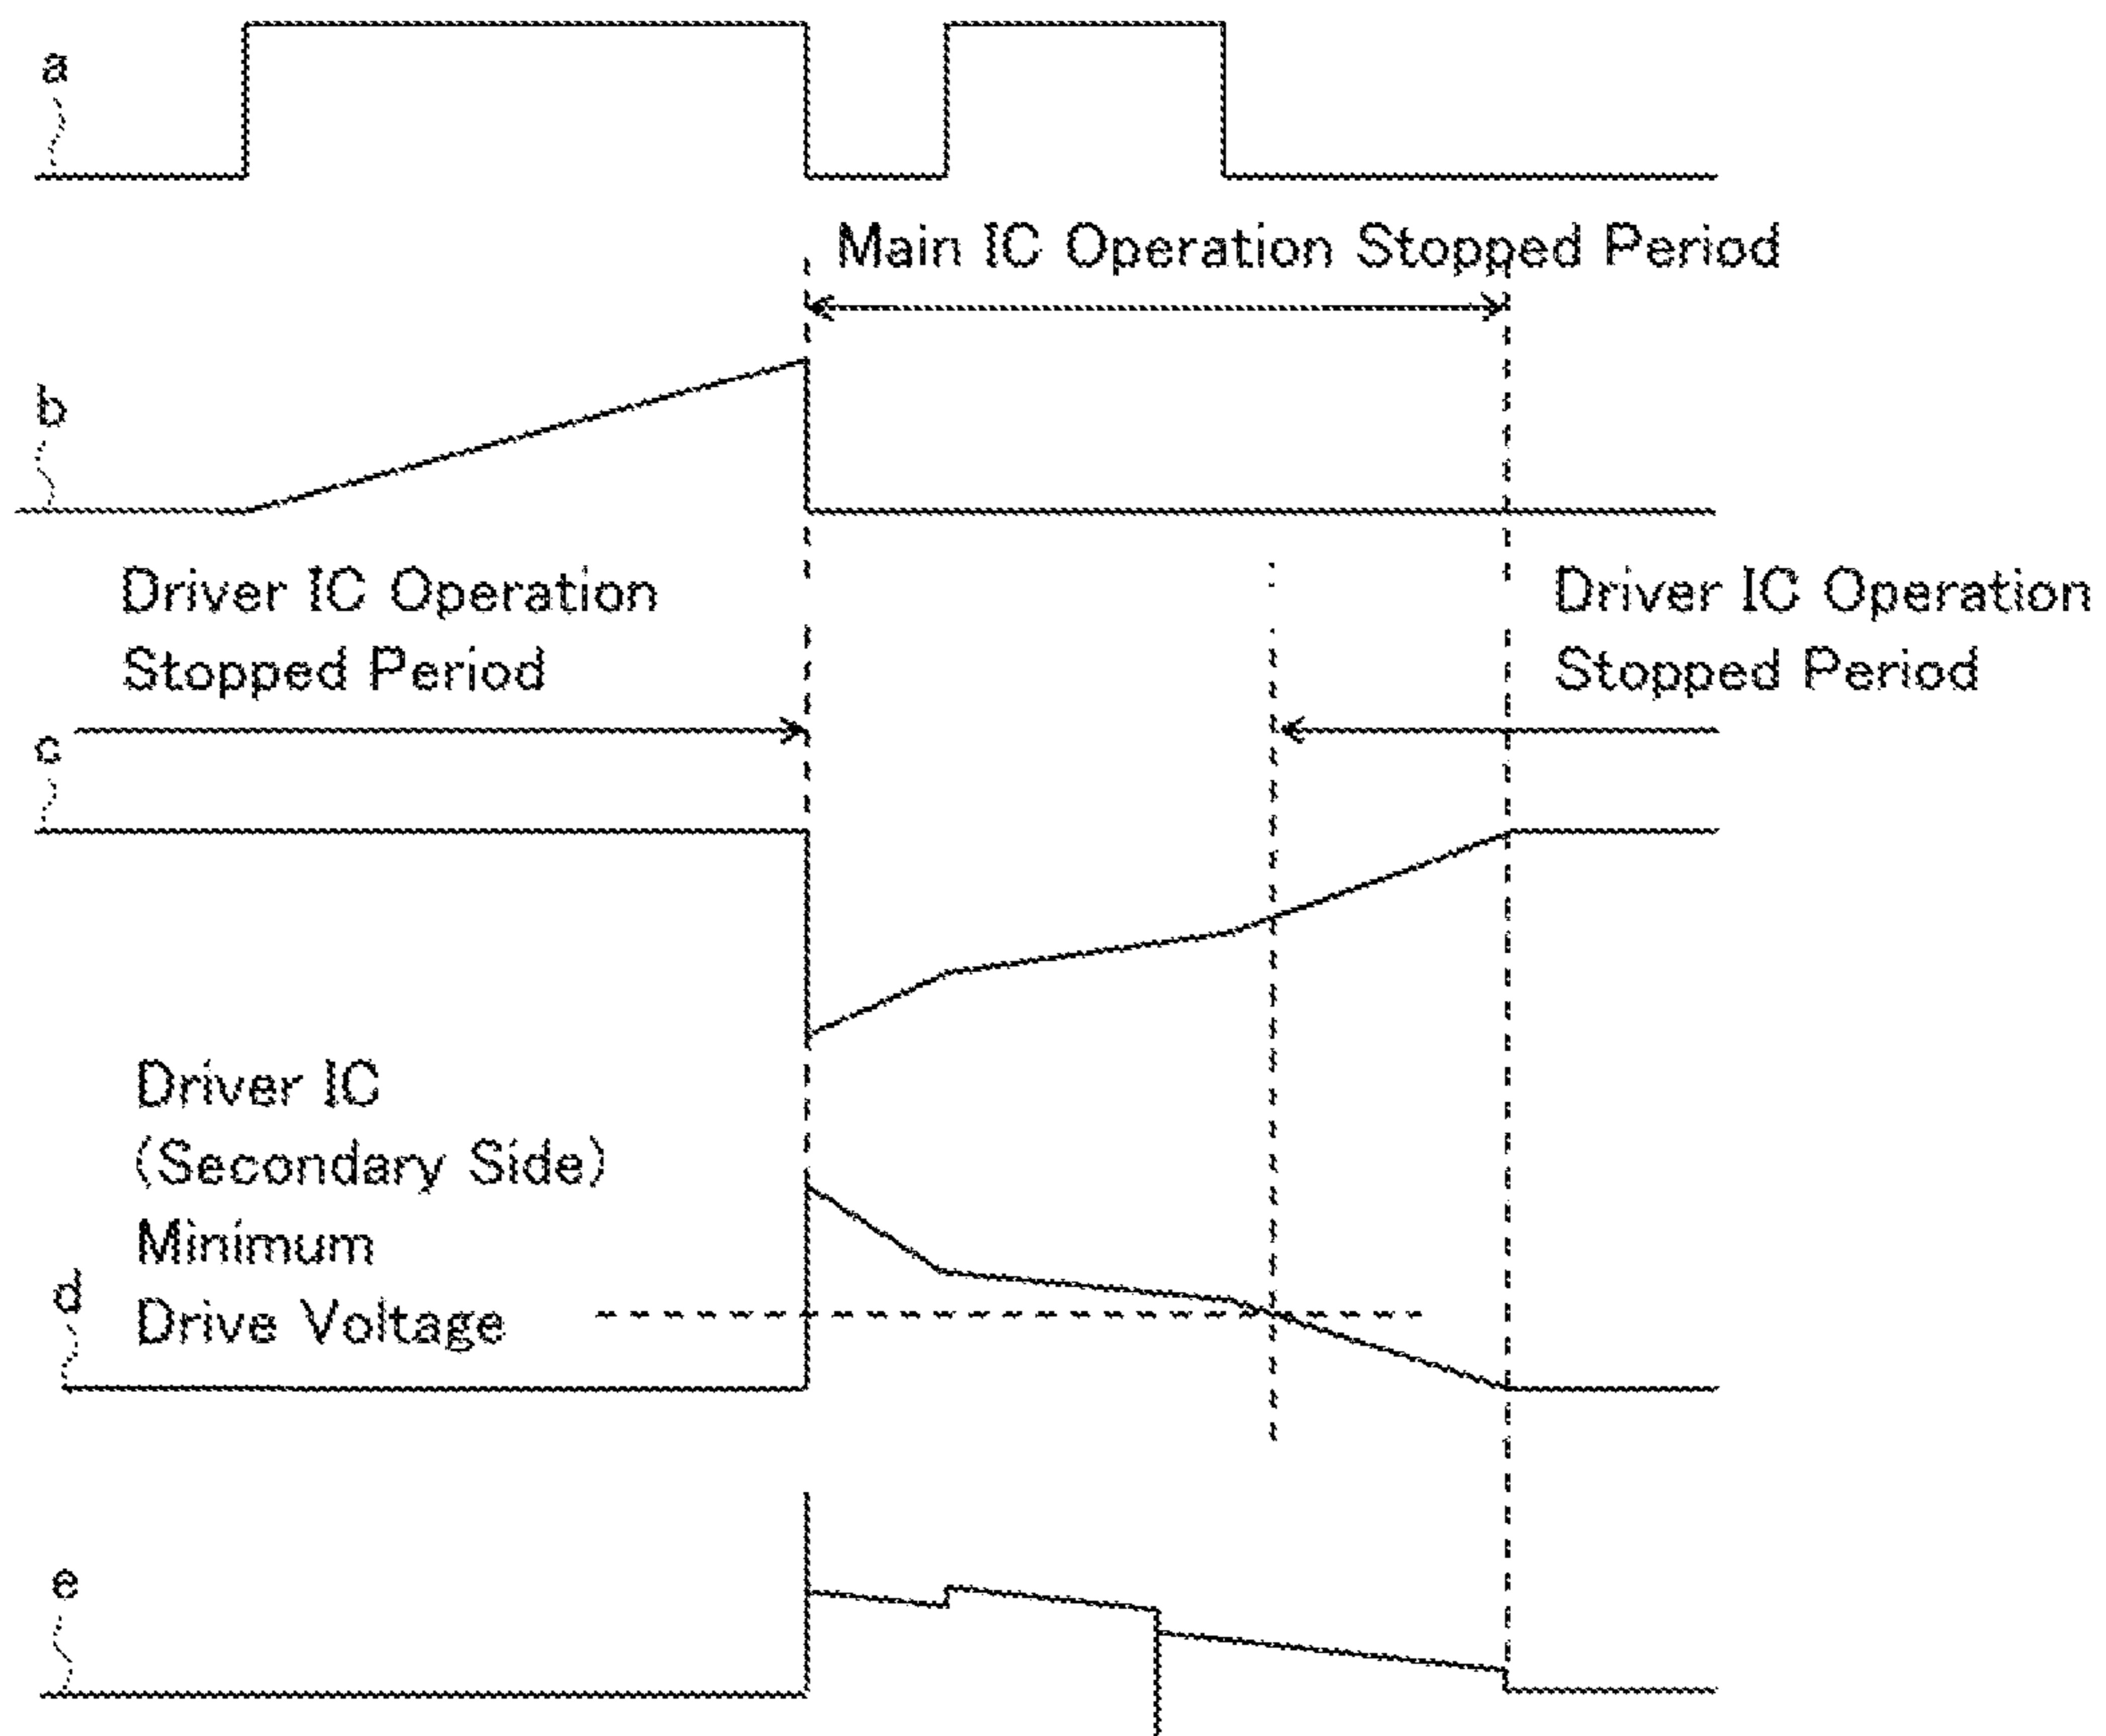 a
Main IC Operation Stopped Period
b
Driver IC Operation
Stopped Period
Driver IC Operation
Stopped Period
c
Driver IC
(Secondary Side)
Minimum
Drive Voltage
d
e